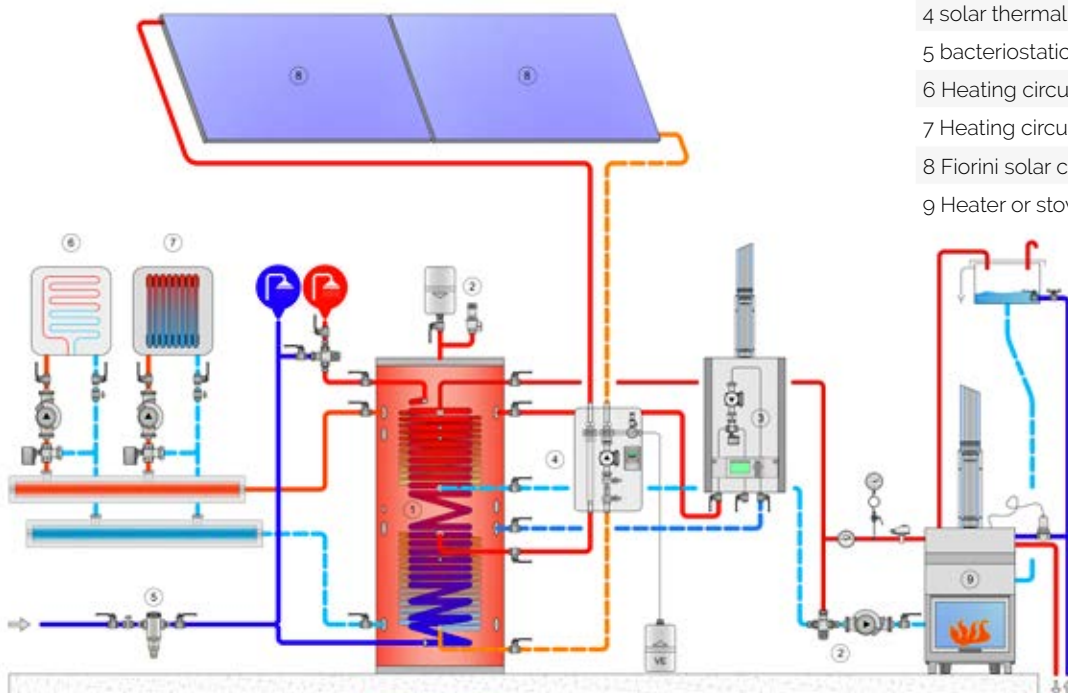 4 solar thermal
5 bacteriostatic
6 Heating circu
7 Heating circu
8 Fiorini solar c
9 Heater or stov
8
8
6
7
2
3
4
1
9
5
2
VE